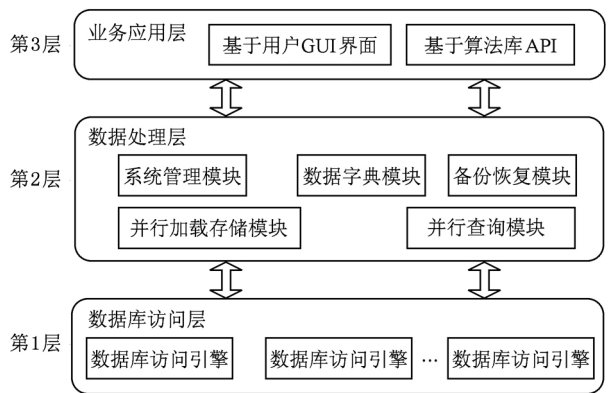 第3层
业务应用层
基于用户GUI界面
基于算法库API
第2层
数据处理层
系统管理模块
数据字典模块
备份恢复模块
并行加载存储模块
并行查询模块
第1层
数据库访问层
数据库访问引擎
数据库访问引擎
…
数据库访问引擎